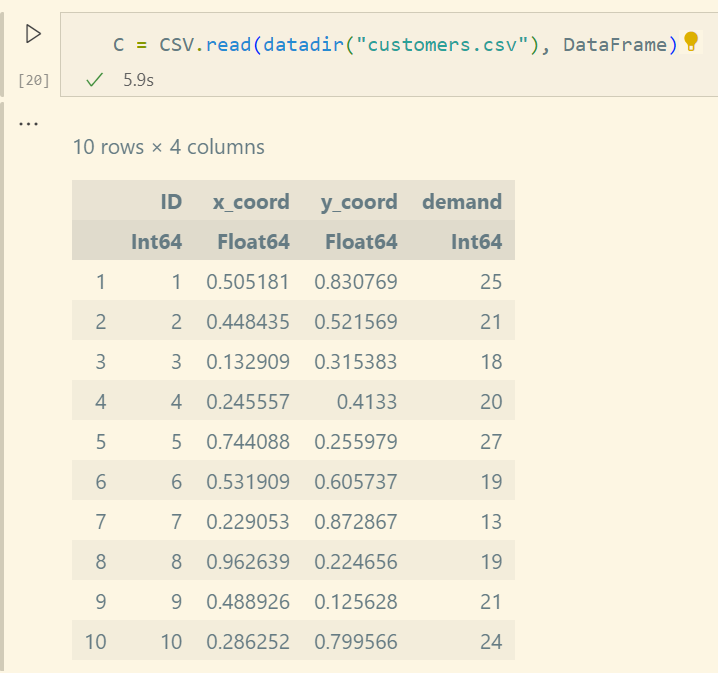 C = CSV.read(datadir("customers.csv"), DataFrame)
[20] 5.9s
...
10 rows × 4 columns
ID x_coord y_coord demand
Int64 Float64 Float64 Int64
1 1 0.505181 0.830769 25
2 2 0.448435 0.521569 21
3 3 0.132909 0.315383 18
4 4 0.245557 0.4133 20
5 5 0.744088 0.255979 27
6 6 0.531909 0.605737 19
7 7 0.229053 0.872867 13
8 8 0.962639 0.224656 19
9 9 0.488926 0.125628 21
10 10 0.286252 0.799566 24